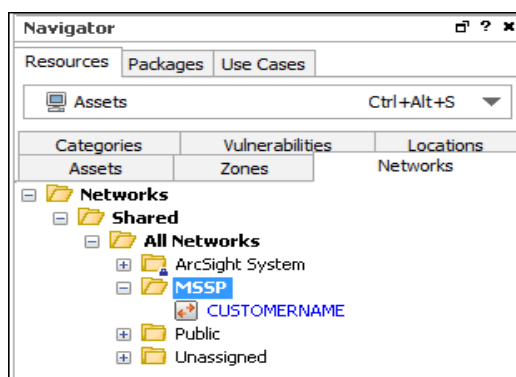 Navigator
Resources Packages Use Cases
Assets Ctrl+Alt+S
Categories Vulnerabilities Locations
Assets Zones Networks
Networks
Shared
All Networks
ArcSight System
MSSP
CUSTOMERNAME
Public
Unassigned